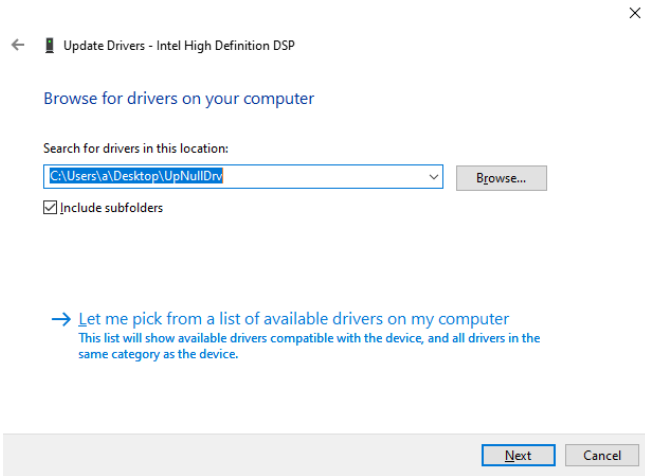 Update Drivers - Intel High Definition DSP
Browse for drivers on your computer
Search for drivers in this location:
C:\Users\a\Desktop\UpNullDrv
Browse...
Include subfolders
Let me pick from a list of available drivers on my computer
This list will show available drivers compatible with the device, and all drivers in the
same category as the device.
Next
Cancel